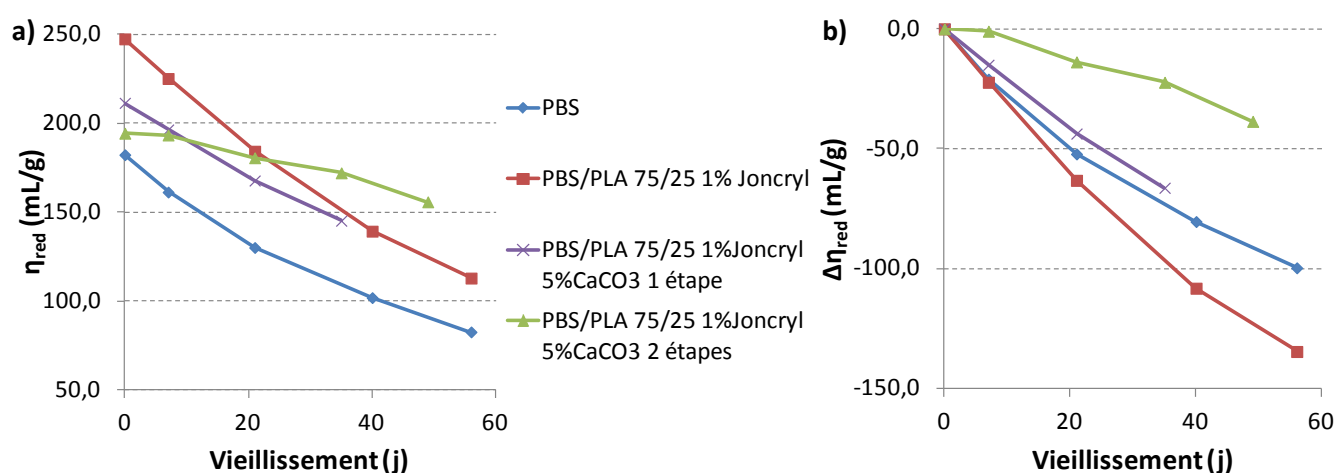 a)
250,0
200,0
150,0
100,0
50,0
η_red (mL/g)
0
20
40
60
Vieillissement (j)
PBS
PBS/PLA 75/25 1% Joncryl
PBS/PLA 75/25 1%Joncryl
5%CaCO3 1 étape
PBS/PLA 75/25 1%Joncryl
5%CaCO3 2 étapes
b)
0,0
-50,0
-100,0
-150,0
Δη_red (mL/g)
0
20
40
60
Vieillissement (j)